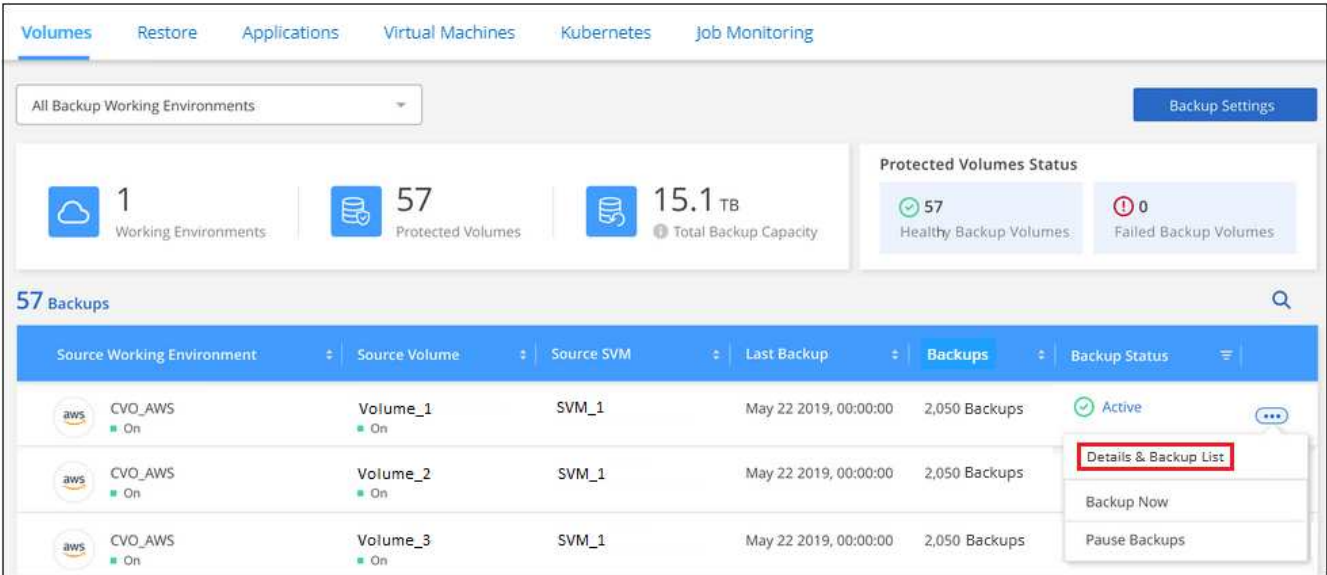 Volumes Restore Applications Virtual Machines Kubernetes Job Monitoring
All Backup Working Environments Backup Settings
Protected Volumes Status
1 57 15.1 TB 57 0
Working Environments Protected Volumes Total Backup Capacity Healthy Backup Volumes Failed Backup Volumes
57 Backups
Source Working Environment Source Volume Source SVM Last Backup Backups Backup Status
aws CVO_AWS Volume_1 SVM_1 May 22 2019, 00:00:00 2,050 Backups Active
On On
Details & Backup List
aws CVO_AWS Volume_2 SVM_1 May 22 2019, 00:00:00 2,050 Backups
On On
Backup Now
aws CVO_AWS Volume_3 SVM_1 May 22 2019, 00:00:00 2,050 Backups Pause Backups
On On